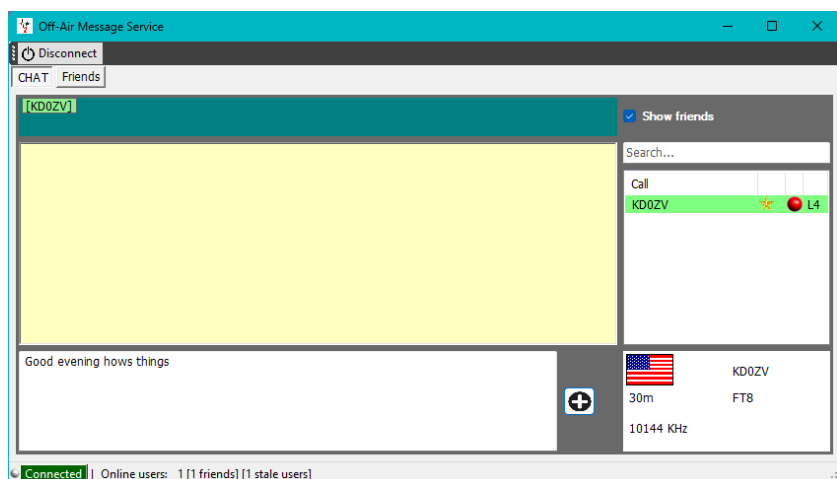 Off-Air Message Service
Disconnect
CHAT Friends
[KD0ZV]
Show friends
Search...
Call
KD0ZV L4
Good evening hows things
KD0ZV
30m FT8
10144 KHz
Connected | Online users: 1 [1 friends] [1 stale users]